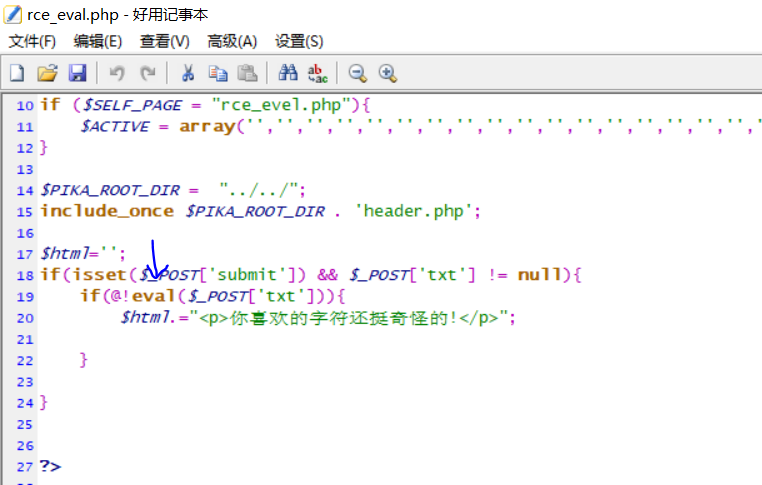 rce_eval.php - 好用记事本
文件(F) 编辑(E) 查看(V) 高级(A) 设置(S)
ab
ac
10 if ($SELF_PAGE = "rce_evel.php"){
11 $ACTIVE = array('','','','','','','','','','','','','','','','','','
12 }
13
14 $PIKA_ROOT_DIR = "../../";
15 include_once $PIKA_ROOT_DIR . 'header.php';
16
17 $html='';
18 if(isset($_POST['submit']) && $_POST['txt'] != null){
19 if(@!eval($_POST['txt'])){
20 $html.="<p>你喜欢的字符还挺奇怪的!</p>";
21
22 }
23
24 }
25
26
27 ?>